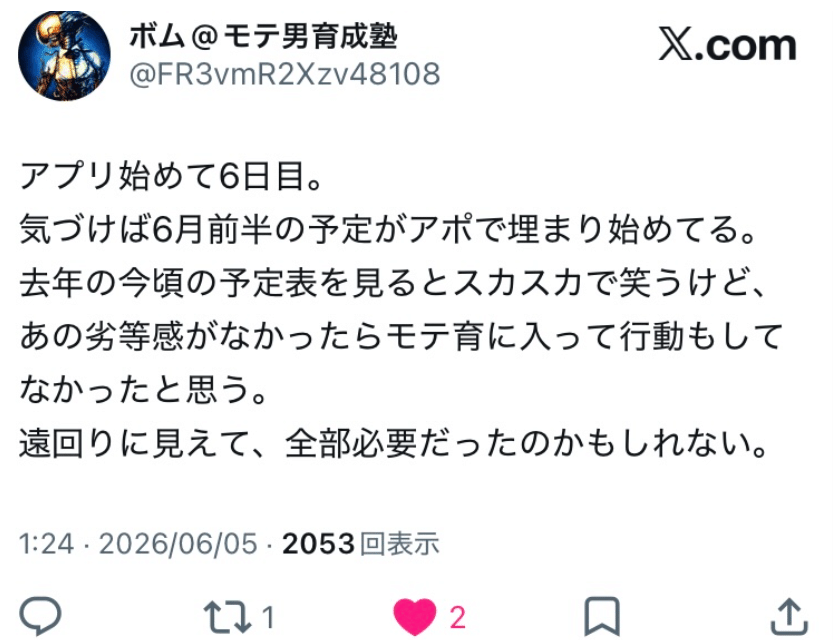 ボム@モテ男育成塾
@FR3vmR2Xzv48108
X.com
アプリ始めて6日目。
気づけば6月前半の予定がアポで埋まり始めてる。
去年の今頃の予定表を見るとスカスカで笑うけど、
あの劣等感がなかったらモテ育に入って行動もして
なかったと思う。
遠回りに見えて、全部必要だったのかもしれない。
1:24 · 2026/06/05 · 2053回表示
1
2